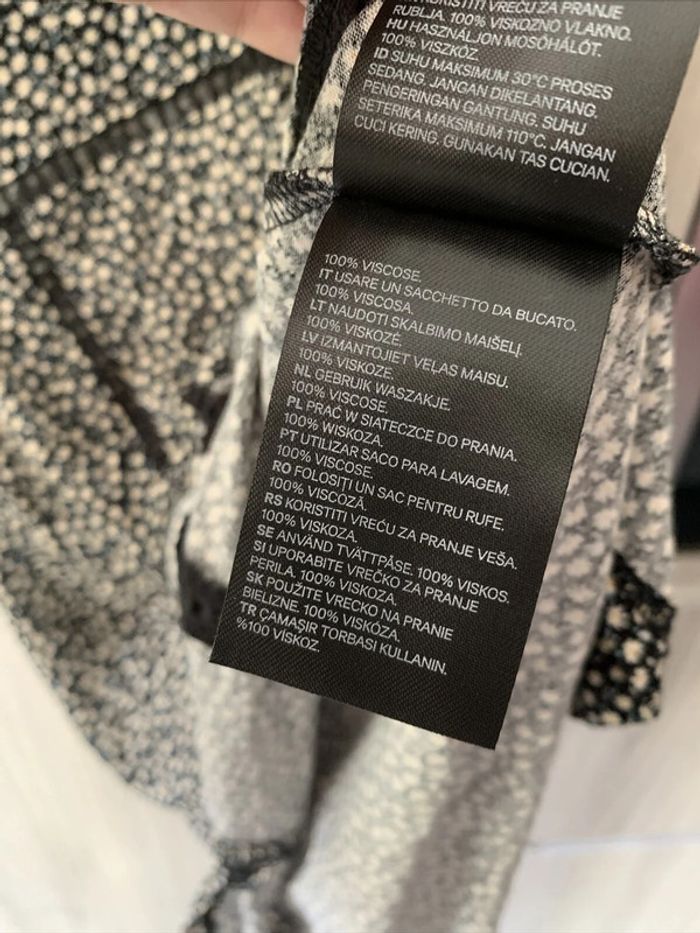 KORISTITI VREĆU ZA PRANJE
RUBLJA. 100% VISKOZNO VLAKNO.
HU HASZNÁLJON MOSÓHÁLÓT.
100% VISZKÓZ.
ID SUHU MAKSIMUM 30°C PROSES
SEDANG. JANGAN DIKELANTANG.
PENGERINGAN GANTUNG. SUHU
SETERIKA MAKSIMUM 110°C. JANGAN
CUCI KERING. GUNAKAN TAS CUCIAN.
100% VISCOSE.
IT USARE UN SACCHETTO DA BUCATO.
100% VISCOSA.
LT NAUDOTI SKALBIMO MAIŠELĮ.
100% VISKOZĖ.
LV IZMANTOJIET VEĻAS MAISU.
100% VISKOZE.
NL GEBRUIK WASZAKJE.
100% VISCOSE.
PL PRAĆ W SIATECZCE DO PRANIA.
100% WISKOZA.
PT UTILIZAR SACO PARA LAVAGEM.
100% VISCOSE.
RO FOLOSIȚI UN SAC PENTRU RUFE.
100% VISCOZĂ.
RS KORISTITI VREĆU ZA PRANJE VEŠA.
100% VISKOZA.
SE ANVÄND TVÄTTPÅSE. 100% VISKOS.
SI UPORABITE VREČKO ZA PRANJE
PERILA. 100% VISKOZA.
SK POUŽITE VRECKO NA PRANIE
BIELIZNE. 100% VISKÓZA.
TR ÇAMAŞIR TORBASI KULLANIN.
%100 VİSKOZ.